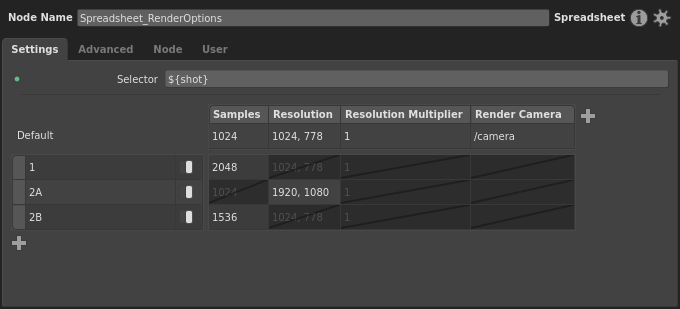 Node Name Spreadsheet_RenderOptions Spreadsheet
Settings Advanced Node User
Selector ${shot}
Samples Resolution Resolution Multiplier Render Camera
Default 1024 1024, 778 1 /camera
1 2048 1024, 778 1
2A 1024 1920, 1080 1
2B 1536 1024, 778 1